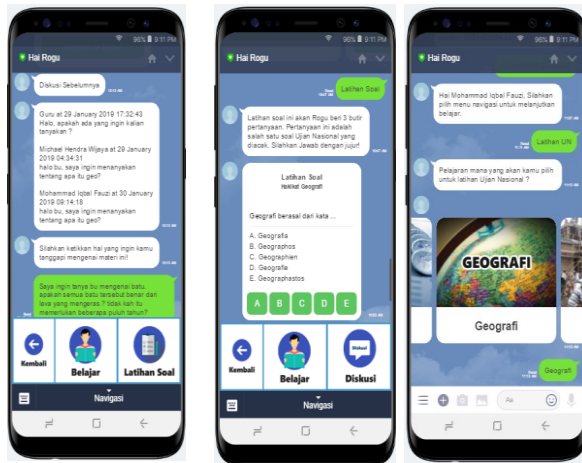 96% 9:11 PM
Hai Rogu
Diskusi Sebelumnya
Guru at 29 January 2019 17:32:43
Halo, apakah ada yang ingin kalian
tanyakan ?
Michael Hendra Wijaya at 29 January
2019 04:34:31
halo bu, saya ingin menanyakan
tentang apa itu geo?
Mohammad Iqbal Fauzi at 30 January
2019 09:14:18
halo bu, saya ingin menanyakan
tentang apa itu geo?
Silahkan ketikkan hal yang ingin kamu
tanggapi mengenai materi ini!
Saya ingin tanya bu mengenai batu,
apakah semua batu tersebut benar dari
lava yang mengeras ? tidak kah itu
memerlukan beberapa puluh tahun?
Kembali
Belajar
Latihan Soal
Navigasi
96% 9:11 PM
Hai Rogu
Latihan Soal
Latihan soal ini akan Rogu beri 3 butir
pertanyaan. Pertanyaan ini adalah
salah satu soal Ujian Nasional yang
diacak. Silahkan Jawab dengan jujur!
Latihan Soal
Hakikat Geografi
Geografi berasal dari kata ...
A. Geografia
B. Geographos
C. Geographien
D. Geografie
E. Geographastos
A B C D E
Kembali
Belajar
Diskusi
Diskusi
Navigasi
96% 9:11 PM
Hai Rogu
Hai Mohammad Iqbal Fauzi. Silahkan
pilih menu navigasi untuk melanjutkan
belajar.
Latihan UN
Pelajaran mana yang akan kamu pilih
untuk latihan Ujian Nasional ?
GEOGRAFI
Geografi
Geografi
Aa